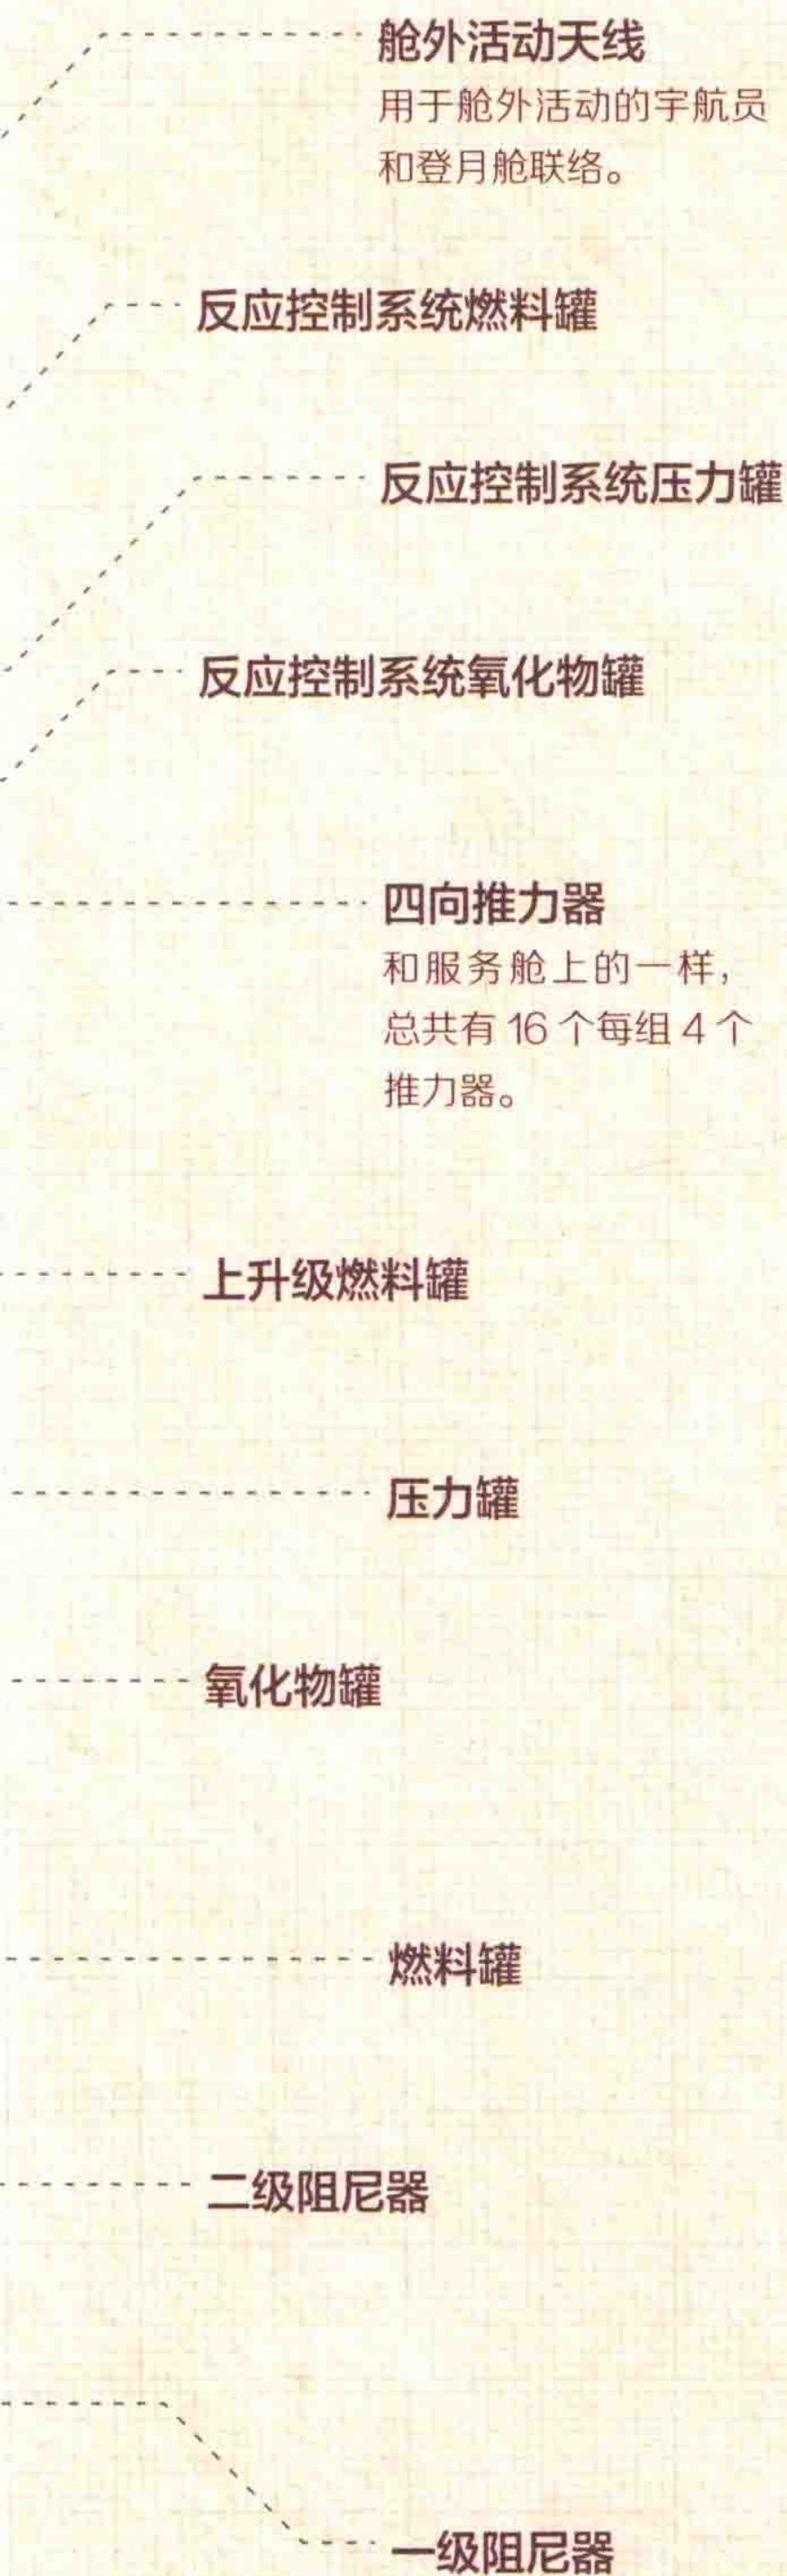 舱外活动天线
用于舱外活动的宇航员
和登月舱联络。
反应控制系统燃料罐
反应控制系统压力罐
反应控制系统氧化物罐
四向推力器
和服务舱上的一样，
总共有 16 个每组 4 个
推力器。
上升级燃料罐
压力罐
氧化物罐
燃料罐
二级阻尼器
一级阻尼器